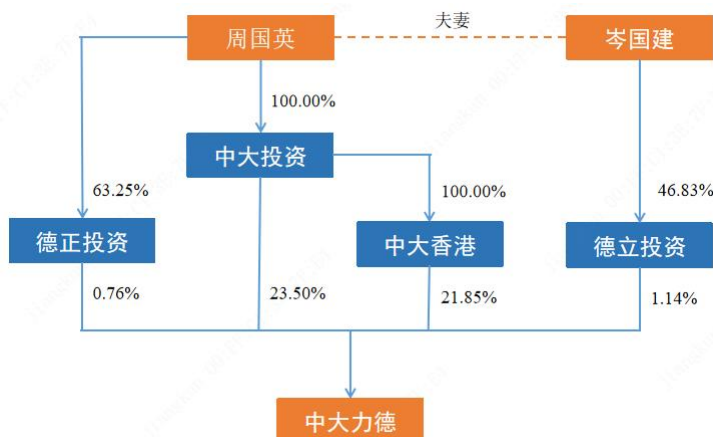 夫妻
周国英
岑国建
100.00%
中大投资
63.25%
100.00%
46.83%
德正投资
中大香港
德立投资
0.76%
23.50%
21.85%
1.14%
中大力德